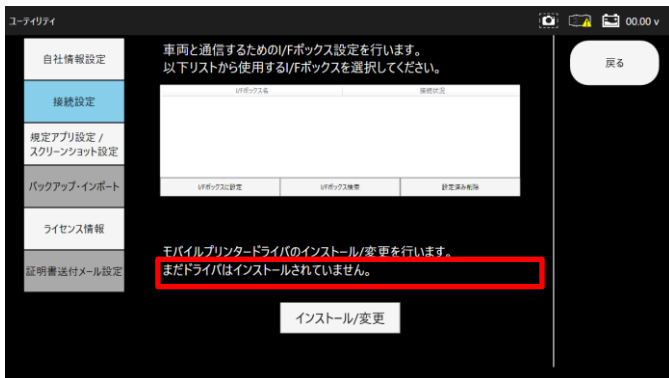 ユーティリティ
00.00 v
自社情報設定
接続設定
規定アプリ設定 /
スクリーンショット設定
バックアップ・インポート
ライセンス情報
証明書送付メール設定
車両と通信するためのI/Fボックス設定を行います。
以下リストから使用するI/Fボックスを選択してください。
I/Fボックス名
接続状況
I/Fボックスに設定
I/Fボックス検索
設定済み削除
モバイルプリンタードライバのインストール/変更を行います。
まだドライバはインストールされていません。
インストール/変更
戻る